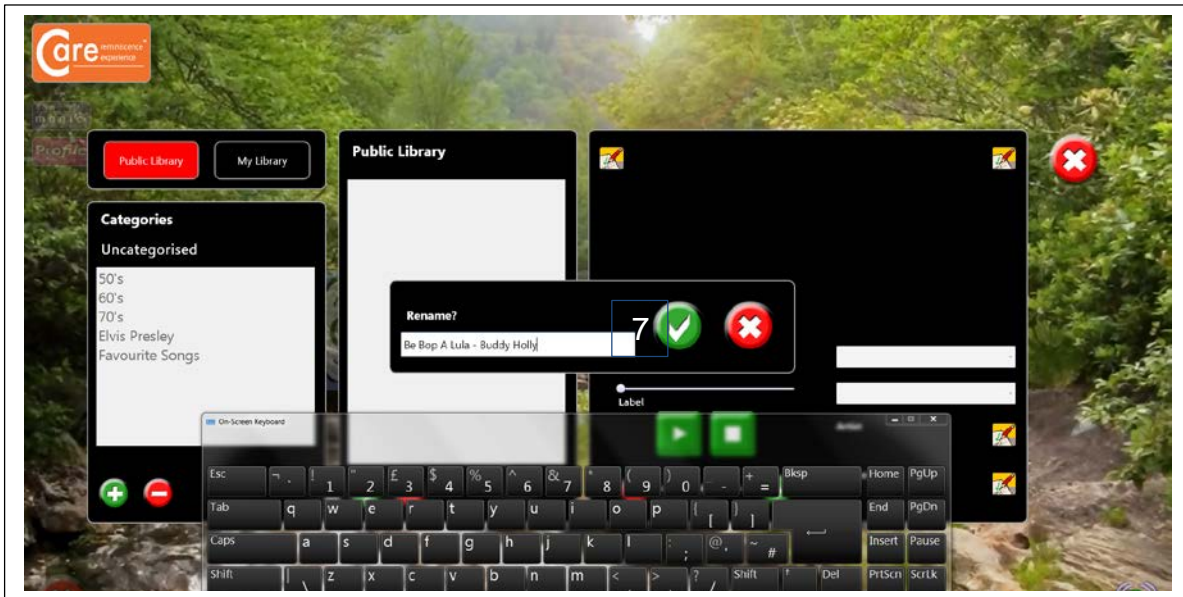 Care
reminiscence
experience
Profile
Public Library
My Library
Categories
Uncategorised
50's
60's
70's
Elvis Presley
Favourite Songs
Public Library
Rename?
Be Bop A Lula - Buddy Holly
7
Label
Artist
On-Screen Keyboard
Esc ¬ . ! 1 " 2 £ 3 $ 4 % 5 ^ 6 & 7 * 8 ( 9 ) 0 _ - + = Bksp Home PgUp
Tab q w e r t y u i o p { [ } ] End PgDn
Caps a s d f g h j k l : ; @ ~ # Insert Pause
Shift | \ z x c v b n m < > ? / Shift ↑ Del PrtScn ScrLk